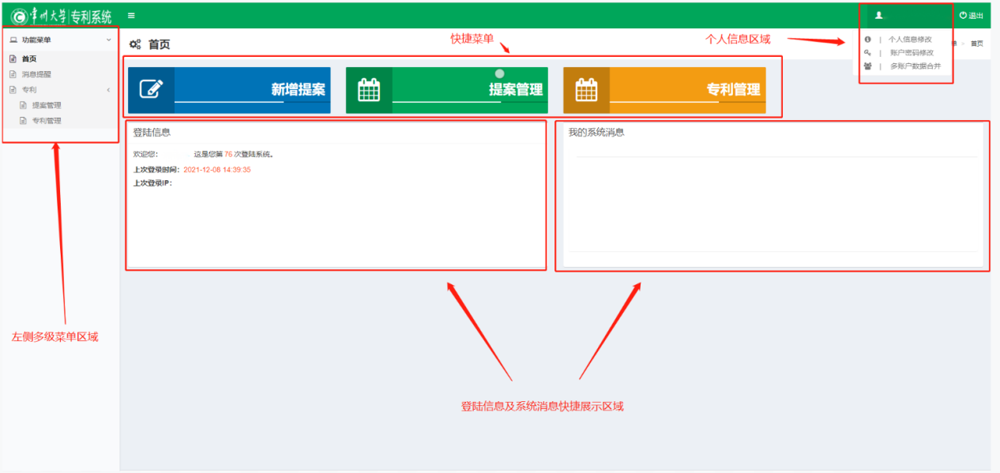 常州大学|专利系统
退出
功能菜单
首页
消息提醒
专利
提案管理
专利管理
首页
快捷菜单
个人信息区域
个人信息修改
账户密码修改
多账户数据合并
单 > 首页
新增提案
提案管理
专利管理
登陆信息
欢迎您： 这是您第 76 次登陆系统。
上次登录时间：2021-12-08 14:39:35
上次登录IP：
我的系统消息
左侧多级菜单区域
登陆信息及系统消息快捷展示区域